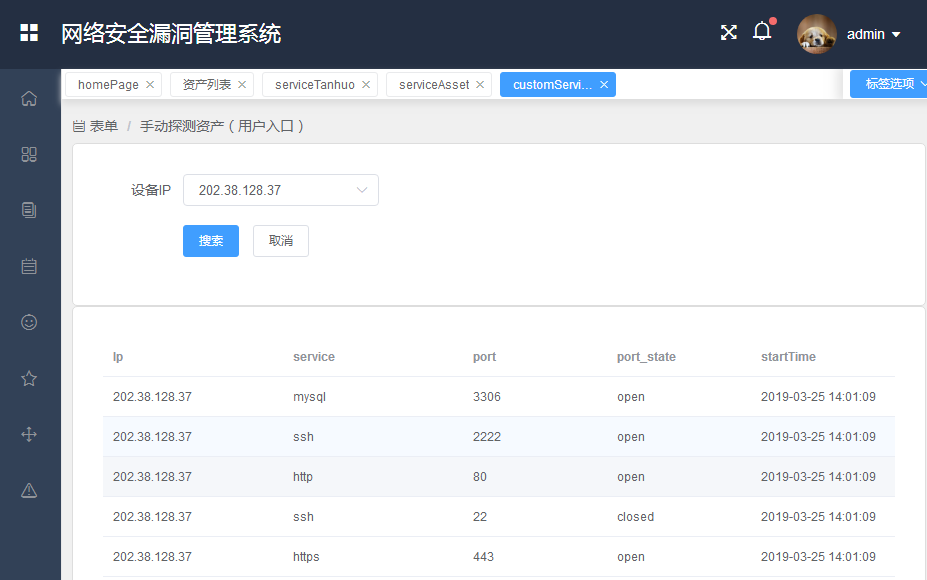 网络安全漏洞管理系统 admin
homePage 资产列表 serviceTanhuo serviceAsset customServi... 标签选项
表单 / 手动探测资产（用户入口）
设备IP 202.38.128.37
搜索 取消
Ip service port port_state startTime
202.38.128.37 mysql 3306 open 2019-03-25 14:01:09
202.38.128.37 ssh 2222 open 2019-03-25 14:01:09
202.38.128.37 http 80 open 2019-03-25 14:01:09
202.38.128.37 ssh 22 closed 2019-03-25 14:01:09
202.38.128.37 https 443 open 2019-03-25 14:01:09